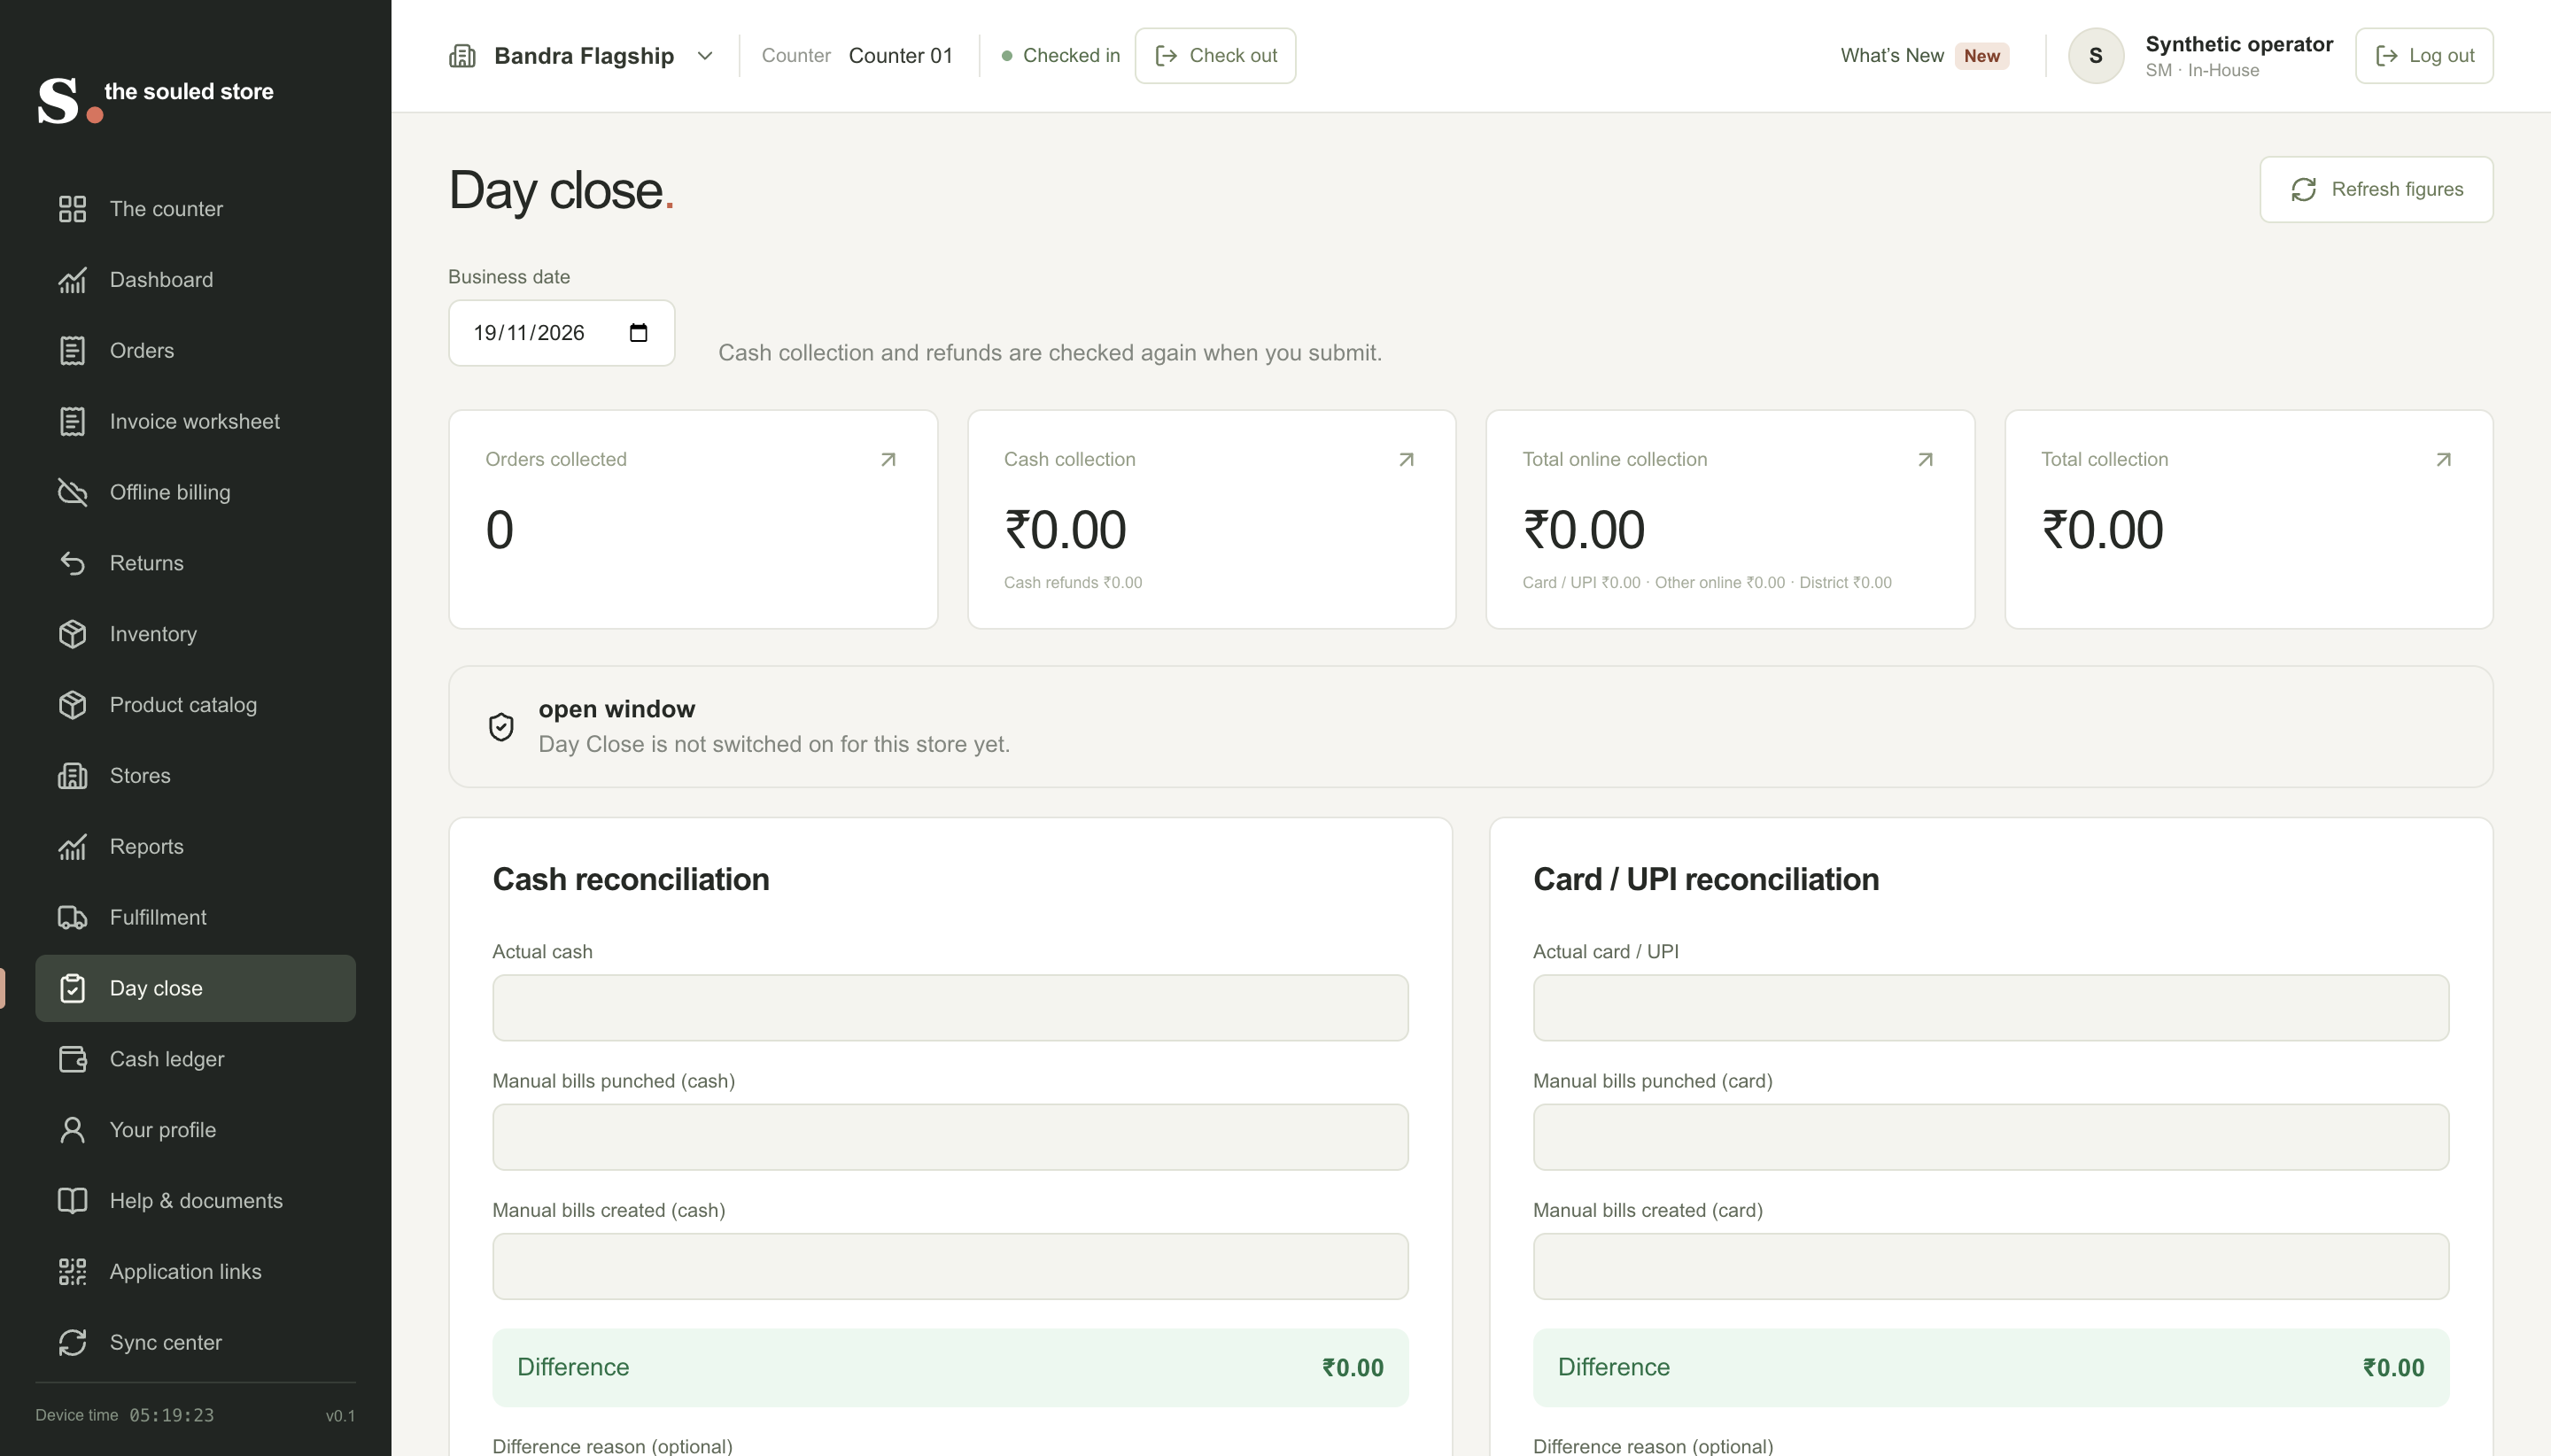 S. the souled store
The counter
Dashboard
Orders
Invoice worksheet
Offline billing
Returns
Inventory
Product catalog
Stores
Reports
Fulfillment
Day close
Cash ledger
Your profile
Help & documents
Application links
Sync center
Device time 05:19:23 v0.1
Bandra Flagship Counter Counter 01 Checked in Check out What's New New S Synthetic operator Log out
SM · In-House
Day close.
Refresh figures
Business date
19/11/2026
Cash collection and refunds are checked again when you submit.
Orders collected
0
Cash collection
₹0.00
Cash refunds ₹0.00
Total online collection
₹0.00
Card / UPI ₹0.00 · Other online ₹0.00 · District ₹0.00
Total collection
₹0.00
open window
Day Close is not switched on for this store yet.
Cash reconciliation
Actual cash
Manual bills punched (cash)
Manual bills created (cash)
Difference ₹0.00
Difference reason (optional)
Card / UPI reconciliation
Actual card / UPI
Manual bills punched (card)
Manual bills created (card)
Difference ₹0.00
Difference reason (optional)